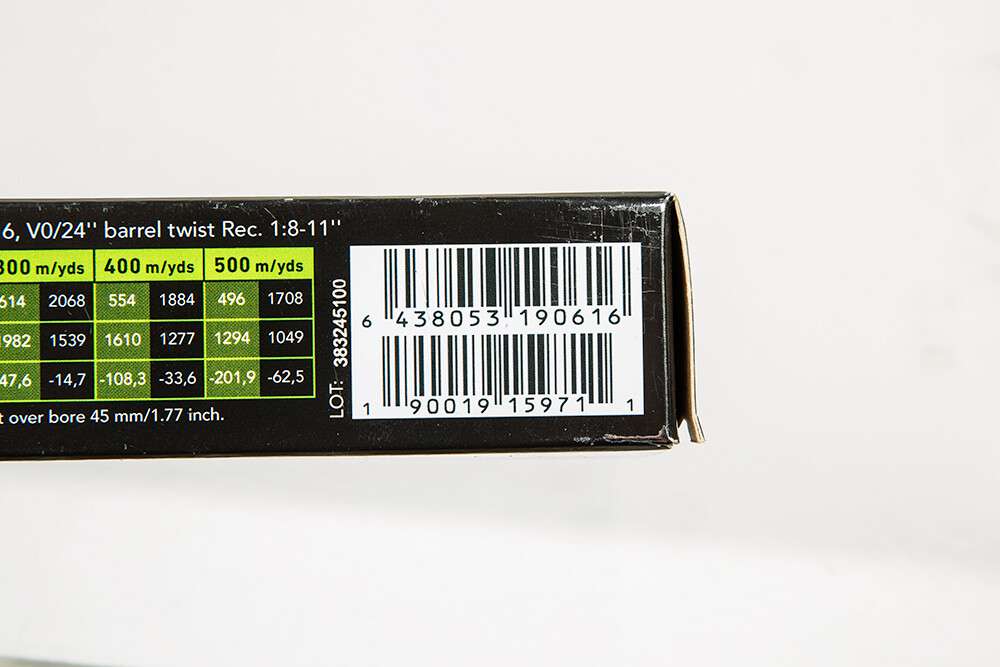 6, V0/24'' barrel twist Rec. 1:8-11''
300 m/yds 400 m/yds 500 m/yds
614 2068 554 1884 496 1708
1982 1539 1610 1277 1294 1049
47,6 -14,7 -108,3 -33,6 -201,9 -62,5
t over bore 45 mm/1.77 inch.
LOT: 383245100
6 438053 190616
1 90019 15971 1